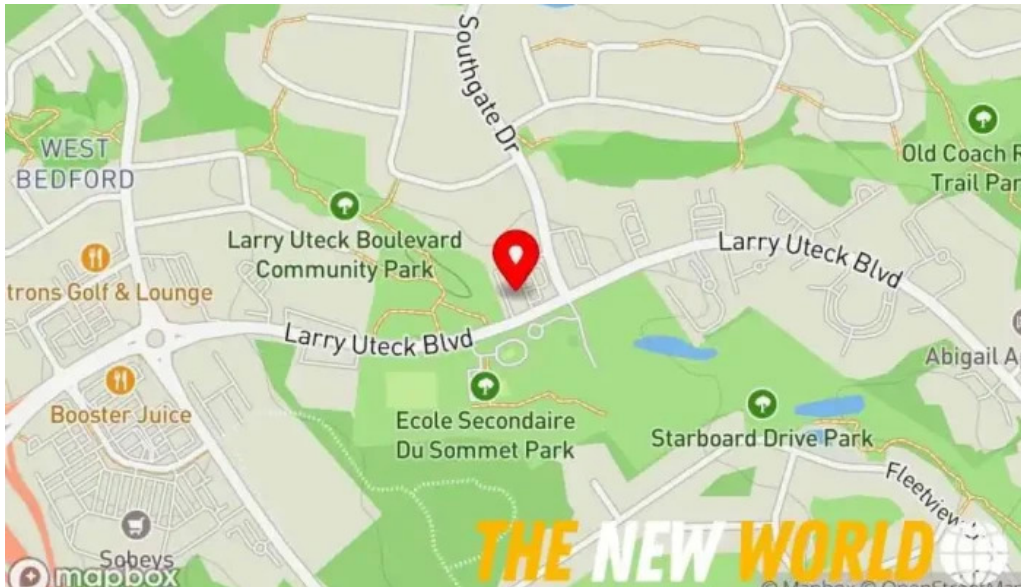 Southgate Dr
WEST
BEDFORD
Old Coach R
Trail Par
Larry Uteck Boulevard
Community Park
Larry Uteck Blvd
trons Golf & Lounge
Larry Uteck Blvd
Abigail A
Booster Juice
Ecole Secondaire
Du Sommet Park
Starboard Drive Park
Fleetview
THE NEW WORLD
Sobeys
mapbox
© Mapbox © OpenStreetMap